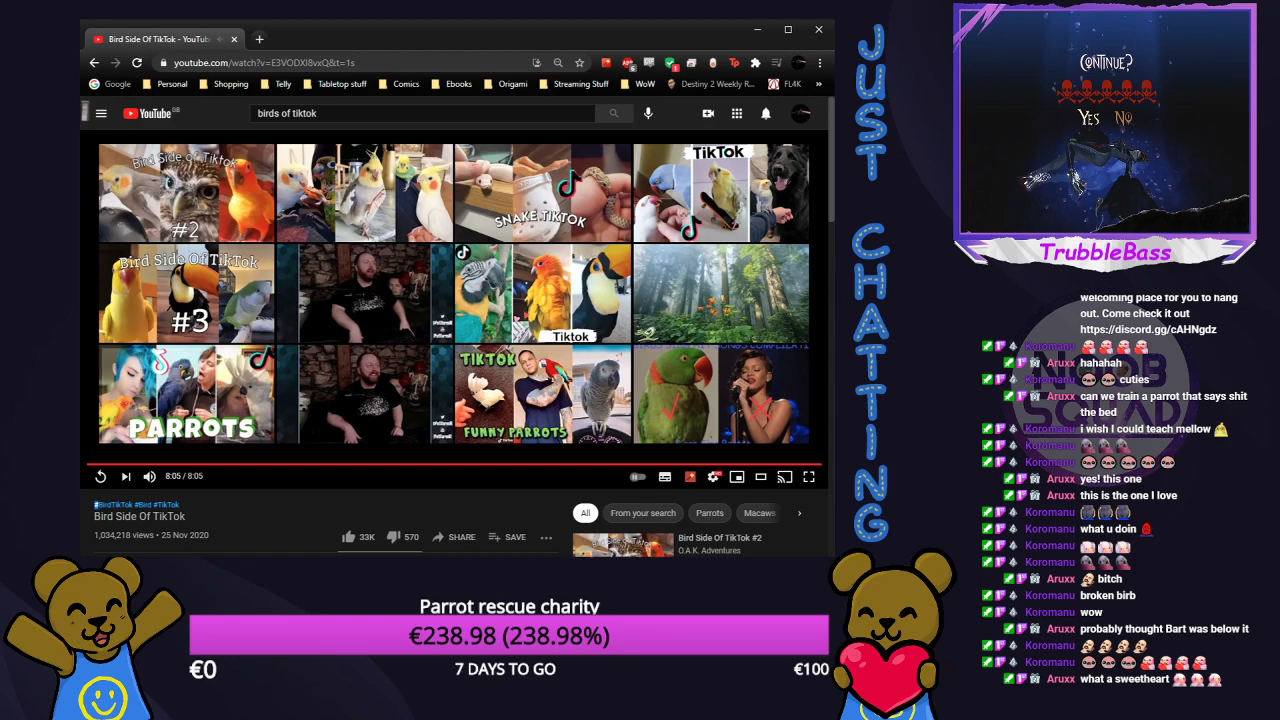 Bird Side Of TikTok - YouTub
youtube.com/watch?v=E3VODXI8vxQ&t=1s
Google
Personal
Shopping
Telly
Tabletop stuff
Comics
Ebooks
Origami
Streaming Stuff
WoW
Destiny 2 Weekly R...
FL4K
»
YouTube GB
birds of tiktok
Bird Side of Tiktok
#2
SNAKE TIKTOK
TikTok
Bird Side Of TikTok
#3
Tiktok
PARROTS
TIKTOK
FUNNY PARROTS
8:05 / 8:05
#BirdTikTok #Bird #TikTok
Bird Side Of TikTok
1,034,218 views • 25 Nov 2020
33K
570
SHARE
SAVE
All
From your search
Parrots
Macaws
Bird Side Of TikTok #2
O.A.K. Adventures
JUST CHATTING
CONTINUE?
YES NO
TrubbleBass
welcoming place for you to hang
out. Come check it out
https://discord.gg/cAHNgdz
Koromanu
Aruxx hahahah
Koromanu cuties
Aruxx can we train a parrot that says shit
the bed
Koromanu i wish I could teach mellow
Koromanu
Koromanu
Aruxx yes! this one
Aruxx this is the one I love
Koromanu
Koromanu what u doin
Koromanu
Koromanu
Aruxx bitch
Koromanu broken birb
Koromanu wow
Aruxx probably thought Bart was below it
Koromanu
Koromanu
Aruxx what a sweetheart
Parrot rescue charity
€238.98 (238.98%)
€0
7 DAYS TO GO
€100